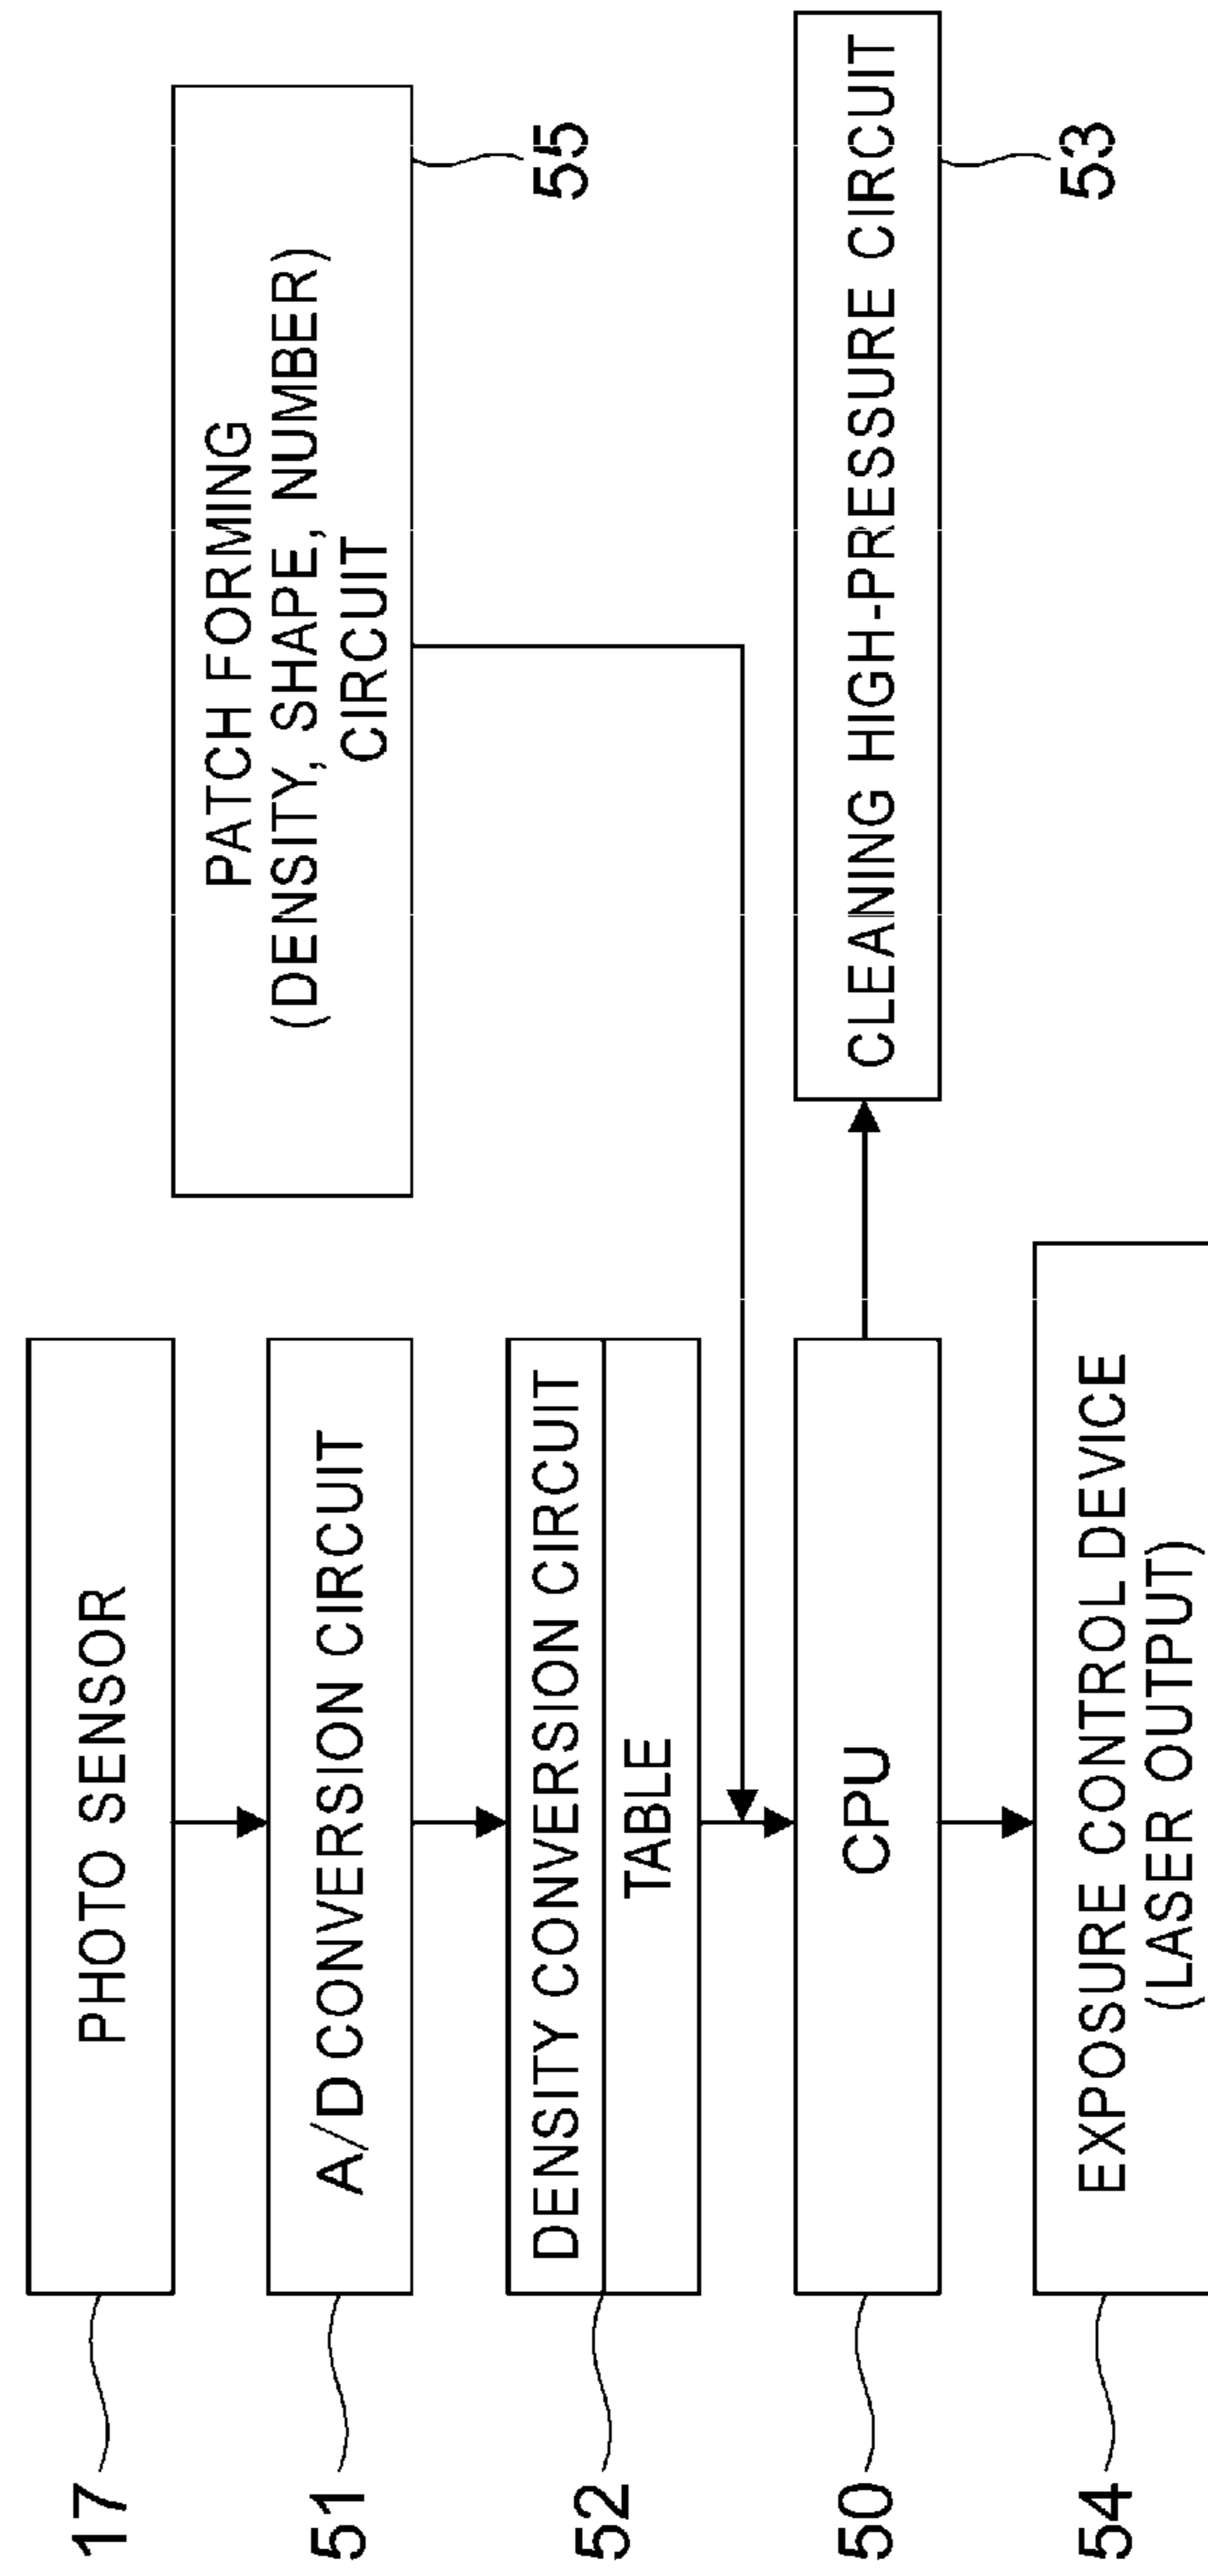 17
PHOTO SENSOR
51
A/D CONVERSION CIRCUIT
52
DENSITY CONVERSION CIRCUIT
TABLE
50
CPU
54
EXPOSURE CONTROL DEVICE
(LASER OUTPUT)
PATCH FORMING
(DENSITY, SHAPE, NUMBER)
CIRCUIT
55
CLEANING HIGH-PRESSURE CIRCUIT
53